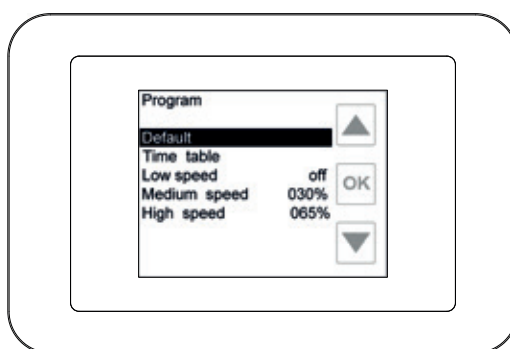 Program
Default
Time table
Low speed off
OK
Medium speed 030%
High speed 065%